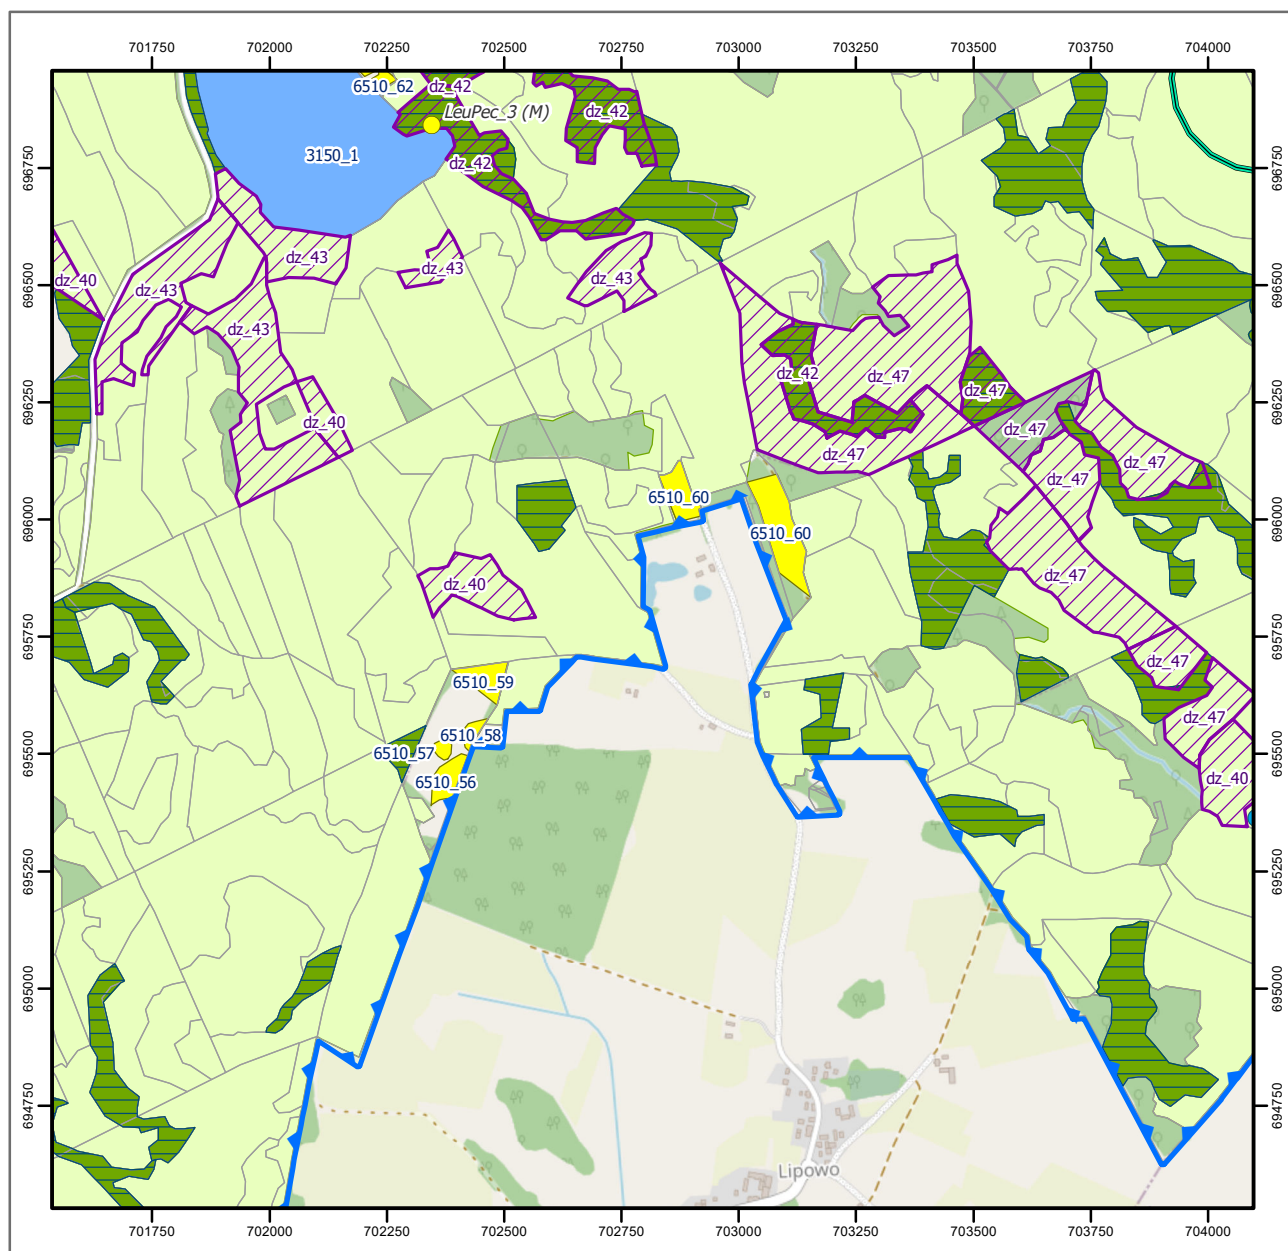 701750 702000 702250 702500 702750 703000 703250 703500 703750 704000
6510_62
dz_42
LeuPec_3 (M)
dz_42
3150_1
dz_42
696750 696750
dz_43
dz_43
dz_40
dz_43
dz_43
696500 696500
dz_43
dz_42
dz_47
dz_47
696250 696250
dz_40
dz_47
dz_47
dz_47
dz_47
6510_60
696000 696000
6510_60
dz_40
dz_47
695750 695750
6510_59
dz_47
dz_47
6510_58
6510_57
695500 695500
6510_56
dz_40
695250 695250
695000 695000
694750 694750
Lipowo
701750 702000 702250 702500 702750 703000 703250 703500 703750 704000